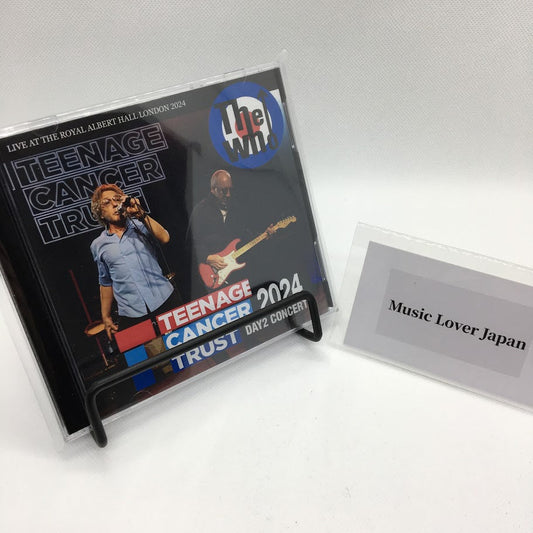 LIVE AT THE ROYAL ALBERT HALL LONDON 2024
The
Who
TEENAGE
CANCER
TRUST
TEENAGE 2024
CANCER DAY2 CONCERT
TRUST
Music Lover Japan